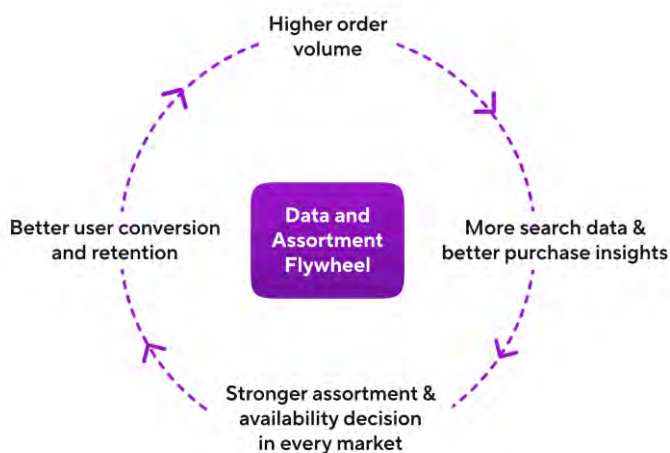 Higher order
volume
Better user conversion
and retention
Data and
Assortment
Flywheel
More search data &
better purchase insights
Stronger assortment &
availability decision
in every market